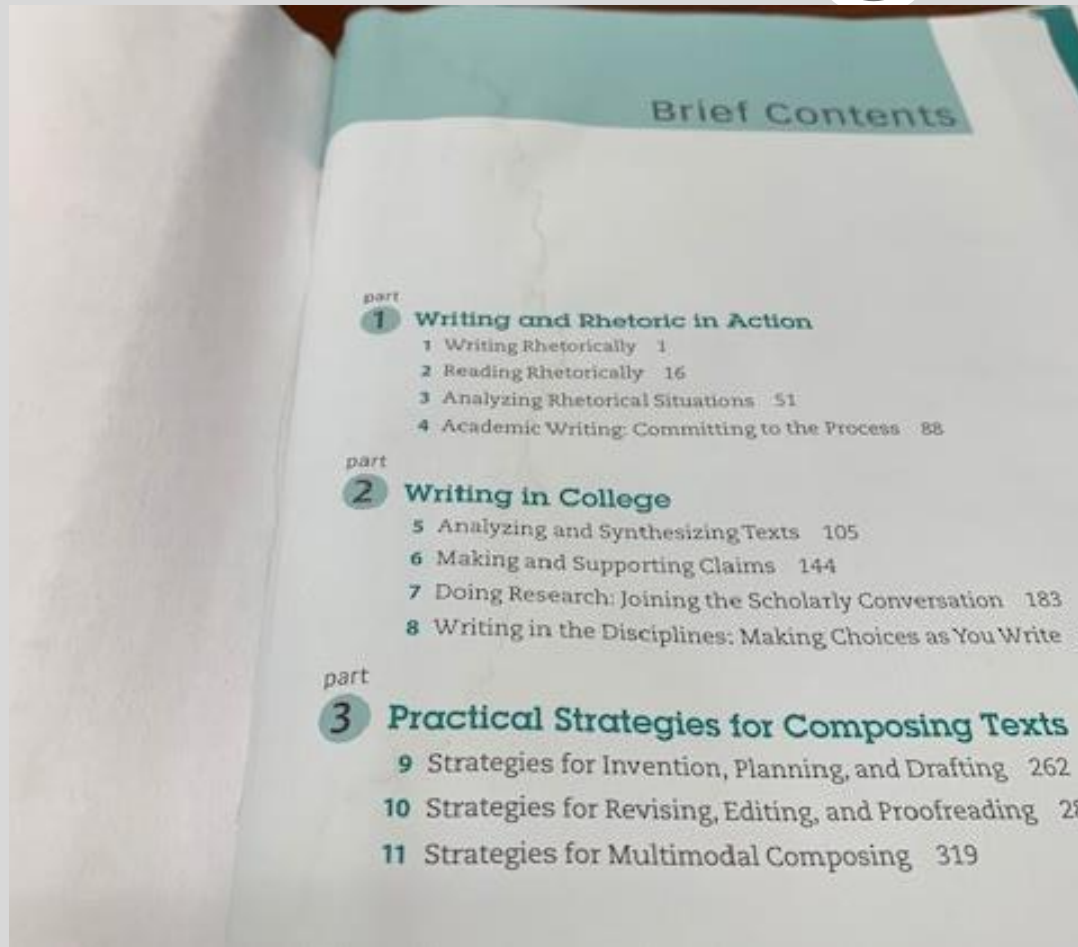 Brief Contents
part
1 Writing and Rhetoric in Action
1 Writing Rhetorically 1
2 Reading Rhetorically 16
3 Analyzing Rhetorical Situations 51
4 Academic Writing: Committing to the Process 88
part
2 Writing in College
5 Analyzing and Synthesizing Texts 105
6 Making and Supporting Claims 144
7 Doing Research: Joining the Scholarly Conversation 183
8 Writing in the Disciplines: Making Choices as You Write
part
3 Practical Strategies for Composing Texts
9 Strategies for Invention, Planning, and Drafting 262
10 Strategies for Revising, Editing, and Proofreading
11 Strategies for Multimodal Composing 319